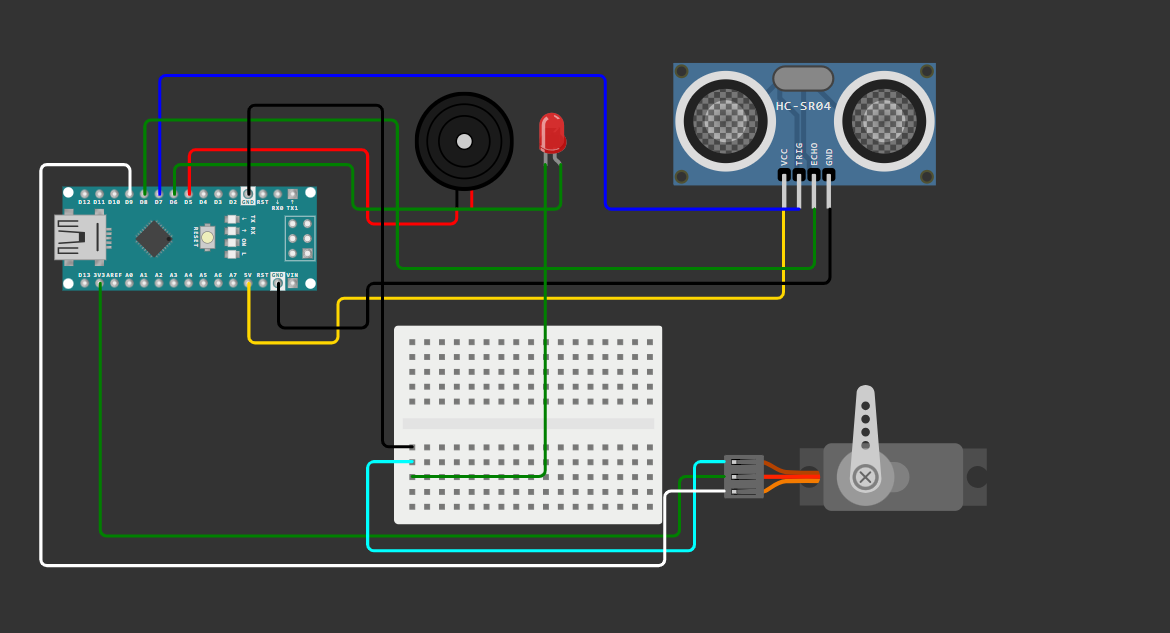 HC-SR04
VCC
TRIG
ECHO
GND
D12 D11 D10 D9 D8 D7 D6 D5 D4 D3 D2 GND RST
RX0 TX1
RESET
TX RX
ON L
D13 3V3 AREF A0 A1 A2 A3 A4 A5 A6 A7 5V RST GND VIN